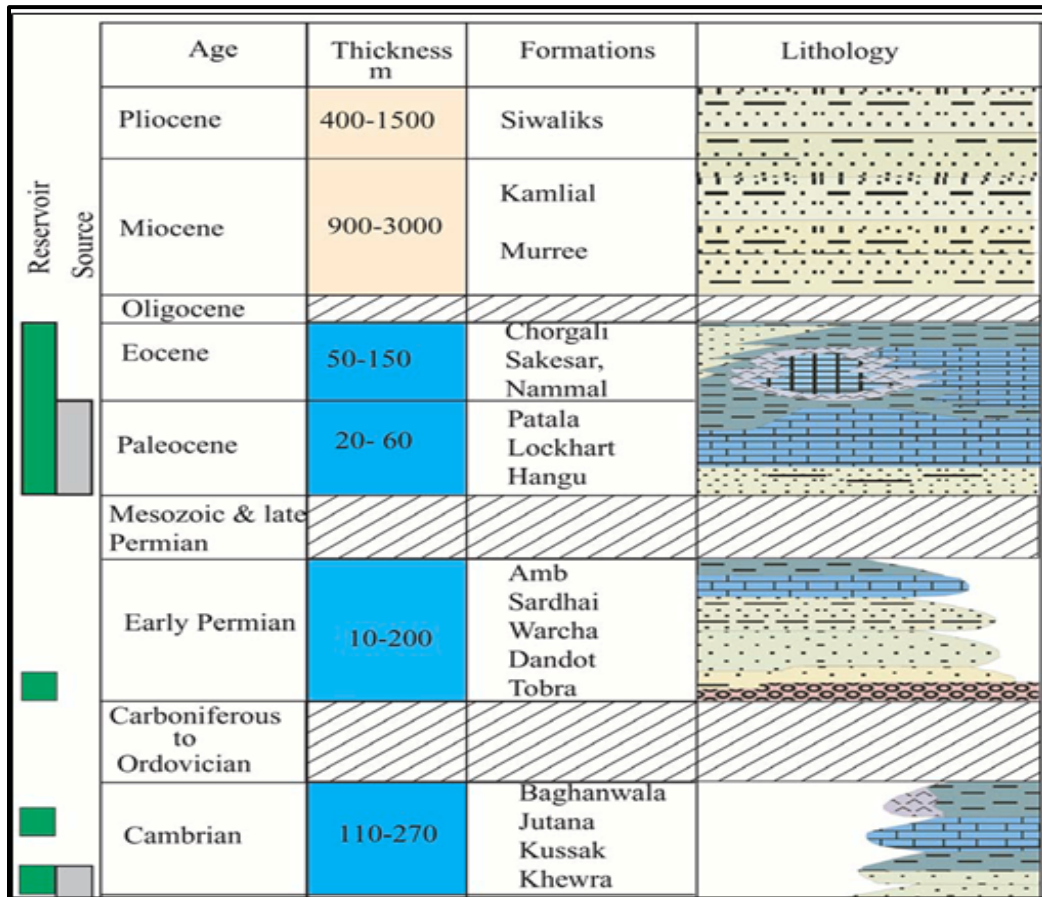 Age
Thickness
m
Formations
Lithology
Reservoir
Source
Pliocene
400-1500
Siwaliks
Miocene
900-3000
Kamlial
Murree
Oligocene
Eocene
50-150
Chorgali
Sakesar,
Nammal
Paleocene
20- 60
Patala
Lockhart
Hangu
Mesozoic & late
Permian
Early Permian
10-200
Amb
Sardhai
Warcha
Dandot
Tobra
Carboniferous
to
Ordovician
Cambrian
110-270
Baghanwala
Jutana
Kussak
Khewra